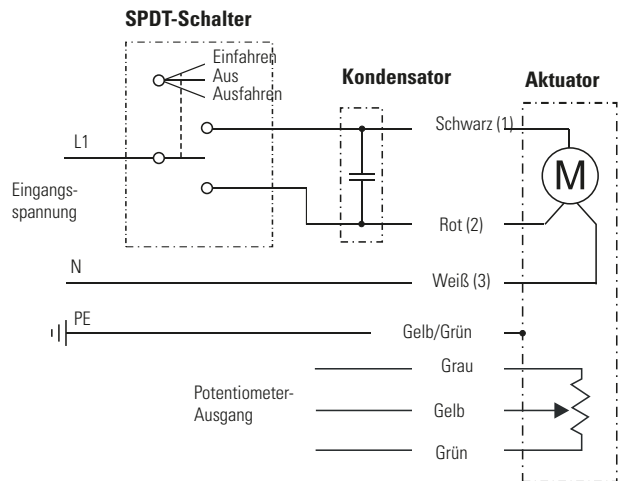 SPDT-Schalter
Einfahren
Aus
Ausfahren
Kondensator
Aktuator
L1
Schwarz (1)
M
Eingangs-
spannung
Rot (2)
N
Weiß (3)
PE
Gelb/Grün
Grau
Potentiometer-
Ausgang
Gelb
Grün